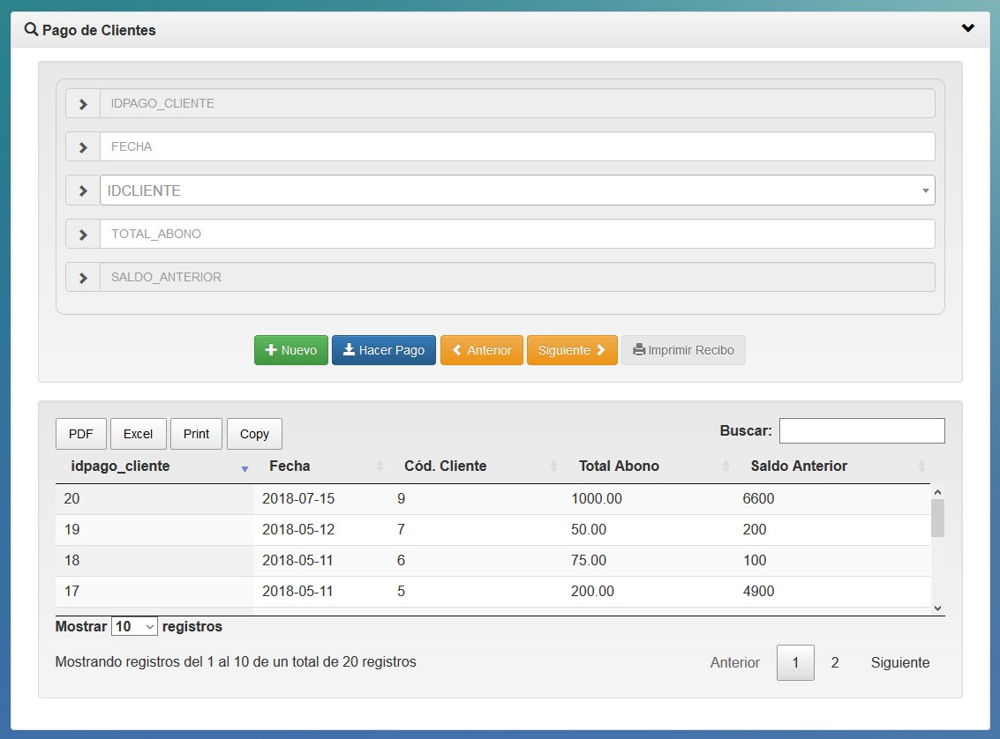 Pago de Clientes
IDPAGO_CLIENTE
FECHA
IDCLIENTE
TOTAL_ABONO
SALDO_ANTERIOR
Nuevo Hacer Pago Anterior Siguiente Imprimir Recibo
PDF Excel Print Copy Buscar:
idpago_cliente Fecha Cód. Cliente Total Abono Saldo Anterior
20 2018-07-15 9 1000.00 6600
19 2018-05-12 7 50.00 200
18 2018-05-11 6 75.00 100
17 2018-05-11 5 200.00 4900
Mostrar 10 registros
Mostrando registros del 1 al 10 de un total de 20 registros Anterior 1 2 Siguiente